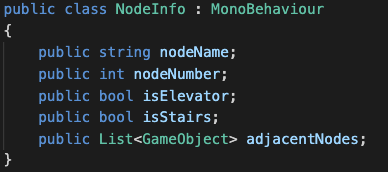 public class NodeInfo : MonoBehaviour
{
    public string nodeName;
    public int nodeNumber;
    public bool isElevator;
    public bool isStairs;
    public List<GameObject> adjacentNodes;
}